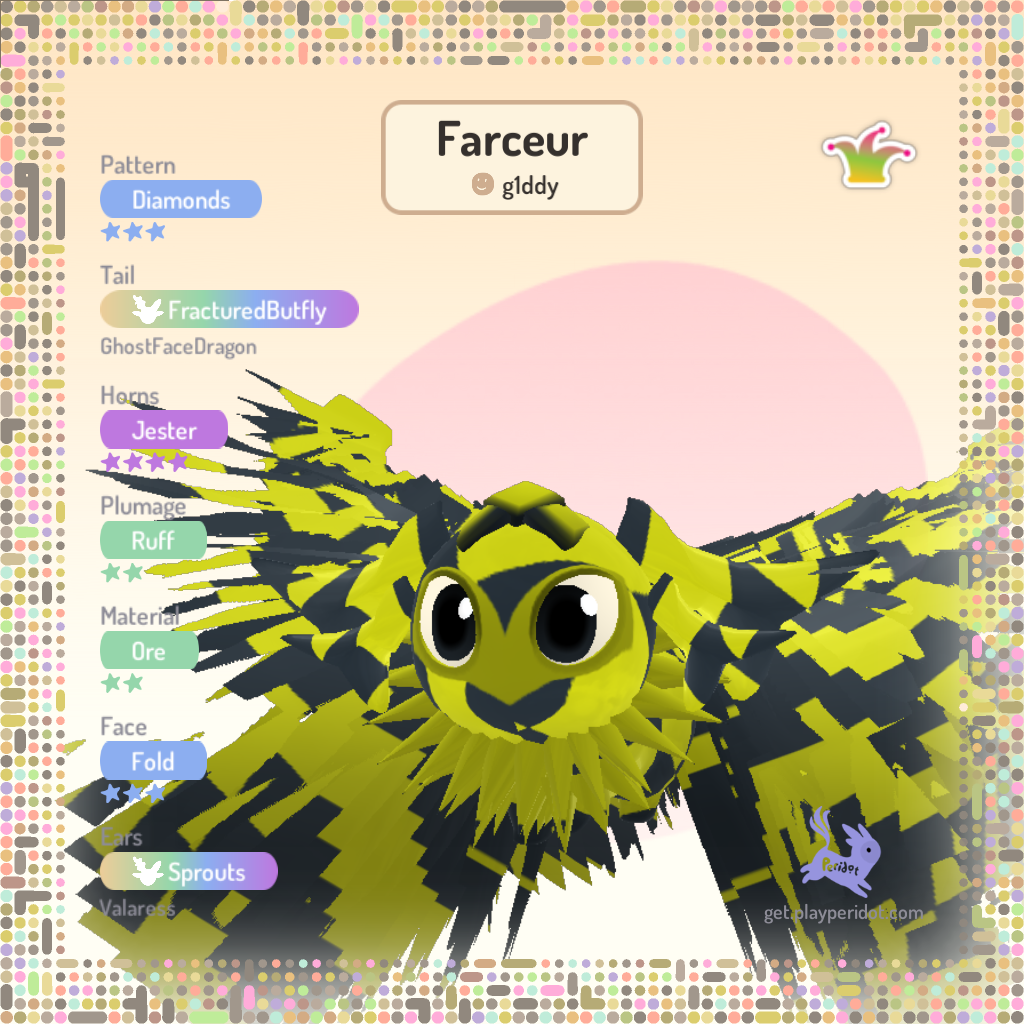 Farceur
g1ddy
Pattern
Diamonds
Tail
FracturedButfly
GhostFaceDragon
Horns
Jester
Plumage
Ruff
Material
Ore
Face
Fold
Ears
Sprouts
Valaress
Peridot
get.playperidot.com